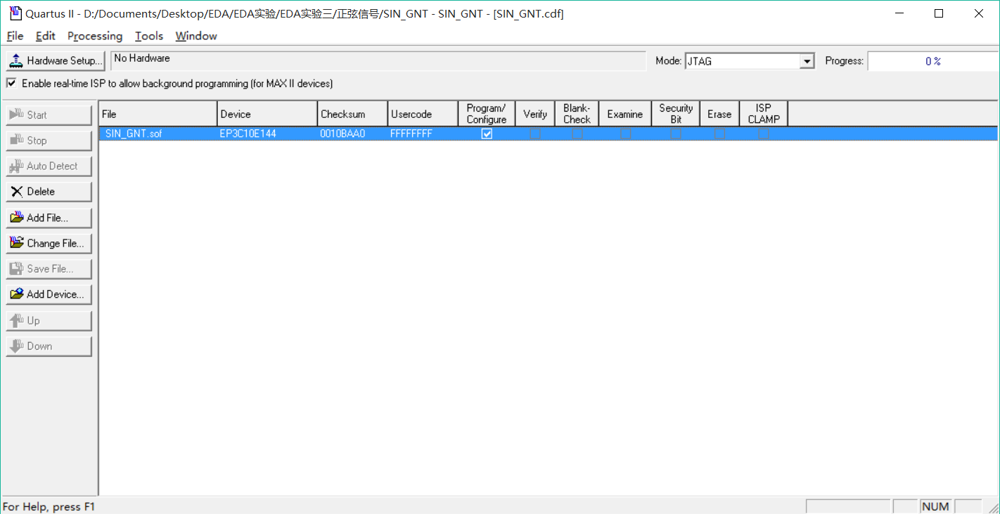 Quartus II - D:/Documents/Desktop/EDA/EDA实验/EDA实验三/正弦信号/SIN_GNT - SIN_GNT - [SIN_GNT.cdf]
File Edit Processing Tools Window
Hardware Setup... No Hardware Mode: JTAG Progress: 0 %
Enable real-time ISP to allow background programming (for MAX II devices)
File Device Checksum Usercode Program/ Configure Verify Blank- Check Examine Security Bit Erase ISP CLAMP
SIN_GNT.sof EP3C10E144 0010BAA0 FFFFFFFF
Start
Stop
Auto Detect
Delete
Add File...
Change File...
Save File...
Add Device...
Up
Down
For Help, press F1 NUM